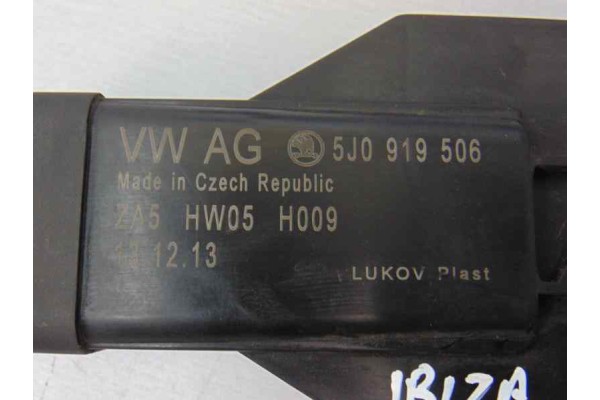 VW AG 5J0 919 506
Made in Czech Republic
ZA5 HW05 H009
12.13
LUKOV Plast
IBIZA